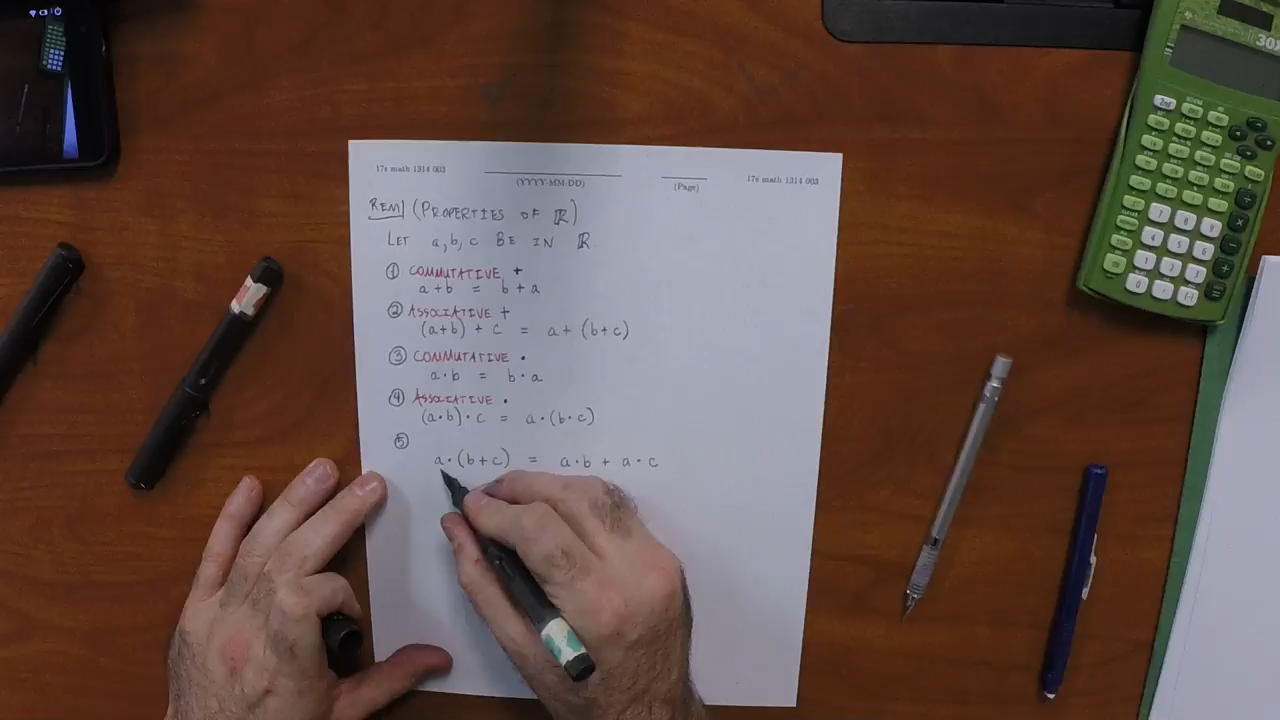 17s math 1314 003
(YYYY-MM-DD)
(Page)
17s math 1314 003
REM (PROPERTIES OF ℝ)
LET a, b, c BE IN ℝ
① COMMUTATIVE +
a + b = b + a
② ASSOCIATIVE +
(a+b) + c = a + (b+c)
③ COMMUTATIVE •
a • b = b • a
④ ASSOCIATIVE •
(a • b) • c = a • (b • c)
⑤
a • (b + c) = a • b + a • c